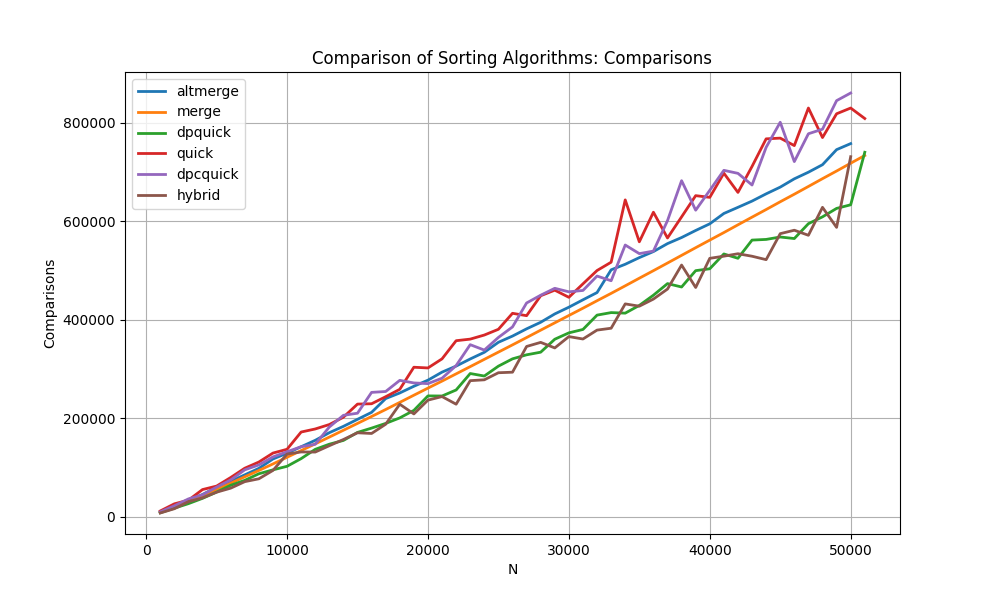 Comparison of Sorting Algorithms: Comparisons
altmerge
merge
dpquick
quick
dpcquick
hybrid
800000
600000
400000
200000
0
Comparisons
0 10000 20000 30000 40000 50000
N